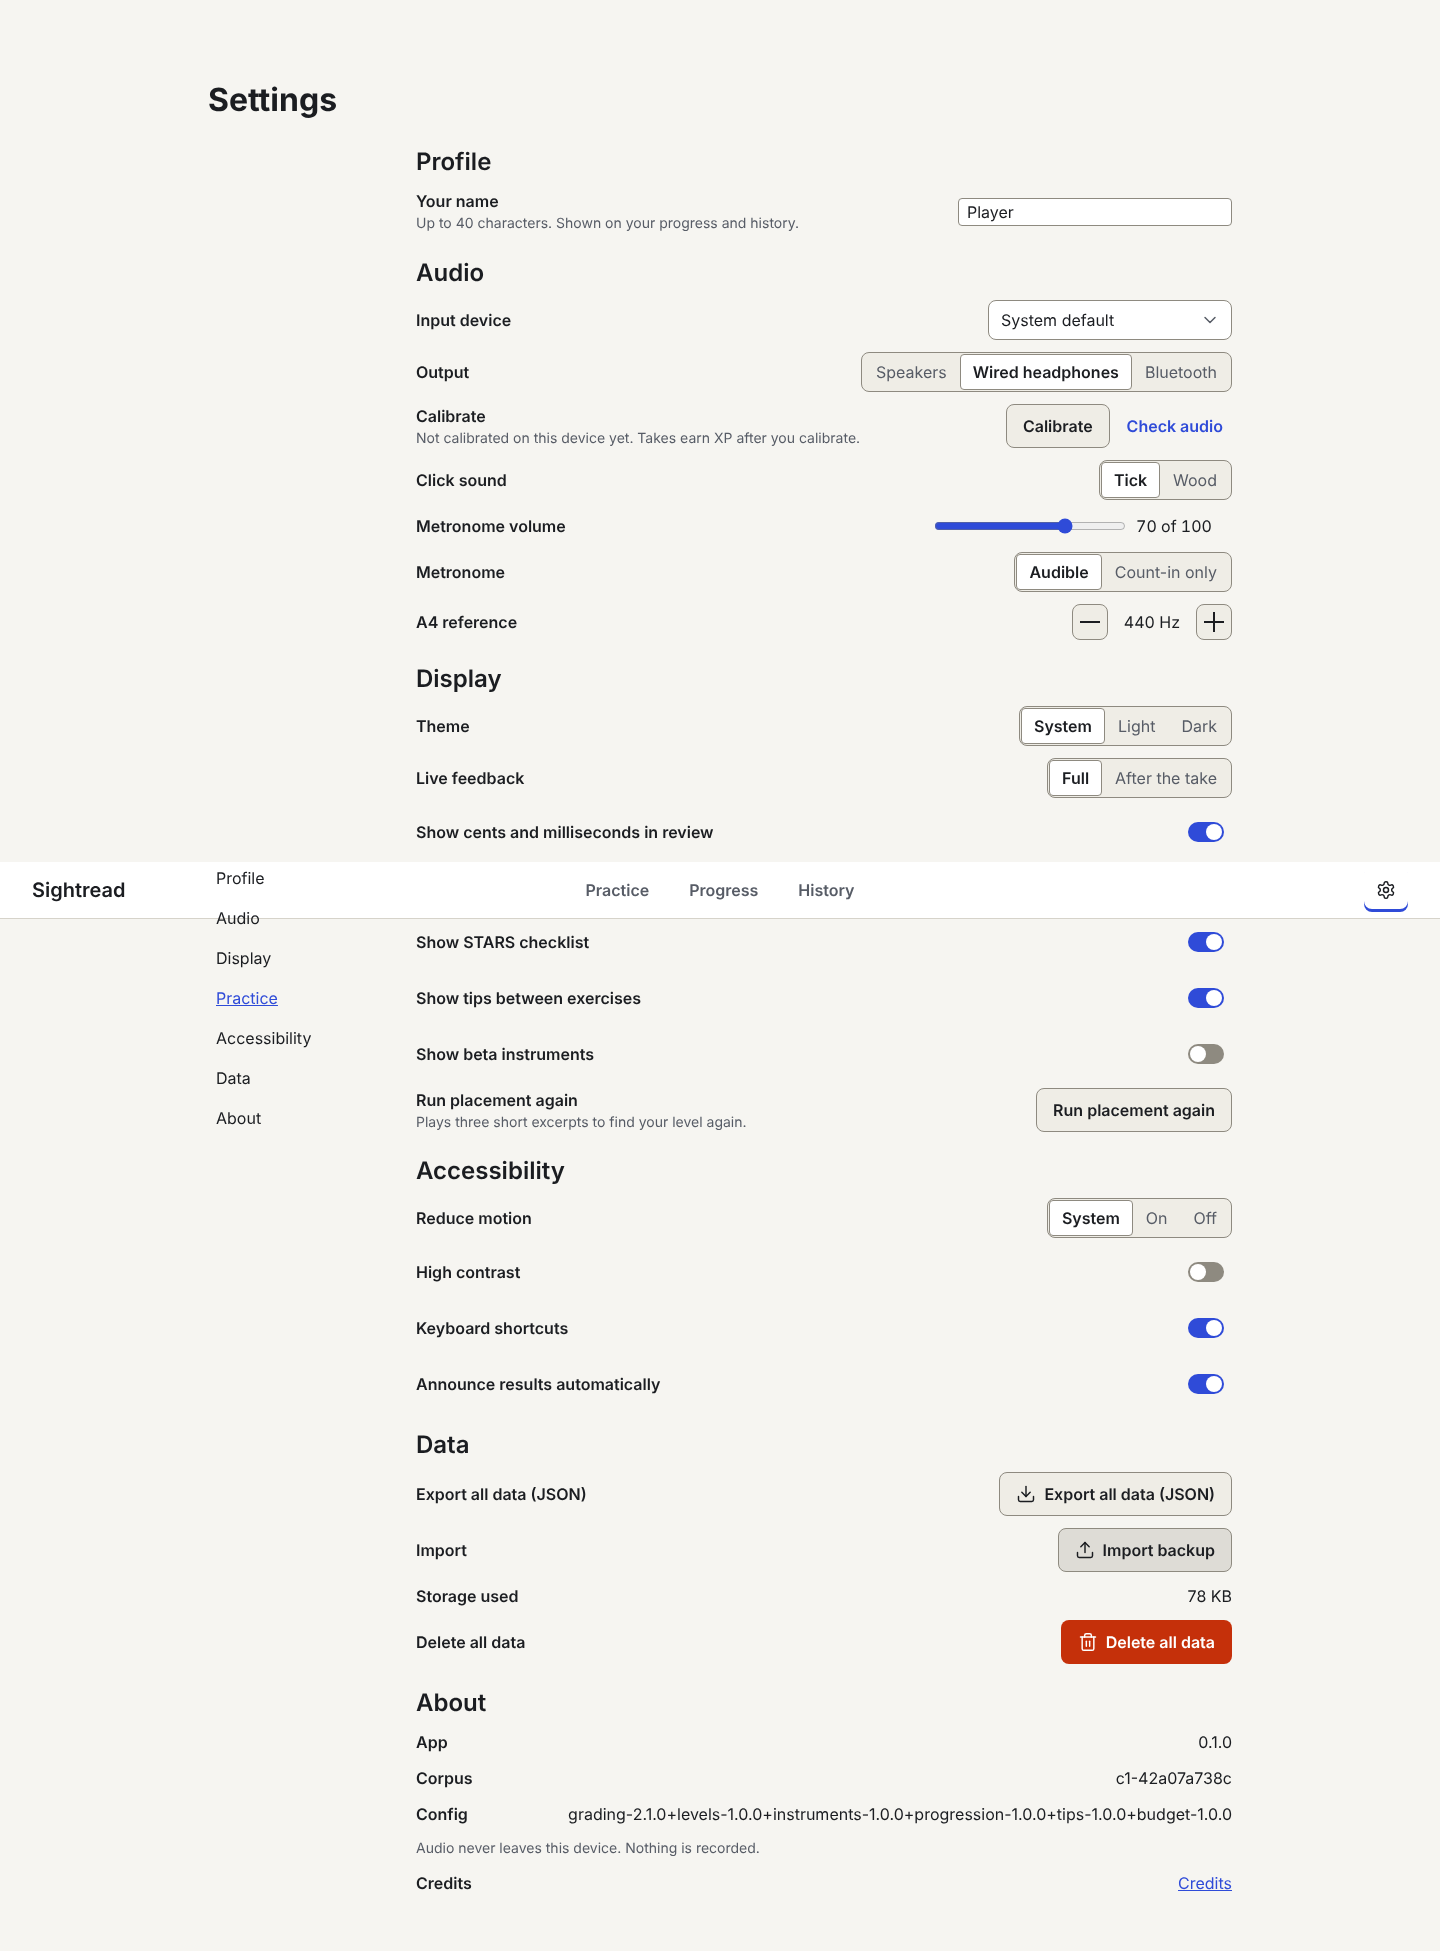 Settings
Profile
Your name
Up to 40 characters. Shown on your progress and history.
Player
Audio
Input device
System default
Output
Speakers Wired headphones Bluetooth
Calibrate
Not calibrated on this device yet. Takes earn XP after you calibrate.
Calibrate Check audio
Click sound
Tick Wood
Metronome volume
70 of 100
Metronome
Audible Count-in only
A4 reference
440 Hz
Display
Theme
System Light Dark
Live feedback
Full After the take
Show cents and milliseconds in review
Sightread
Practice Progress History
Profile
Audio
Display
Practice
Accessibility
Data
About
Show STARS checklist
Show tips between exercises
Show beta instruments
Run placement again
Plays three short excerpts to find your level again.
Run placement again
Accessibility
Reduce motion
System On Off
High contrast
Keyboard shortcuts
Announce results automatically
Data
Export all data (JSON)
Export all data (JSON)
Import
Import backup
Storage used
78 KB
Delete all data
Delete all data
About
App
0.1.0
Corpus
c1-42a07a738c
Config
grading-2.1.0+levels-1.0.0+instruments-1.0.0+progression-1.0.0+tips-1.0.0+budget-1.0.0
Audio never leaves this device. Nothing is recorded.
Credits
Credits